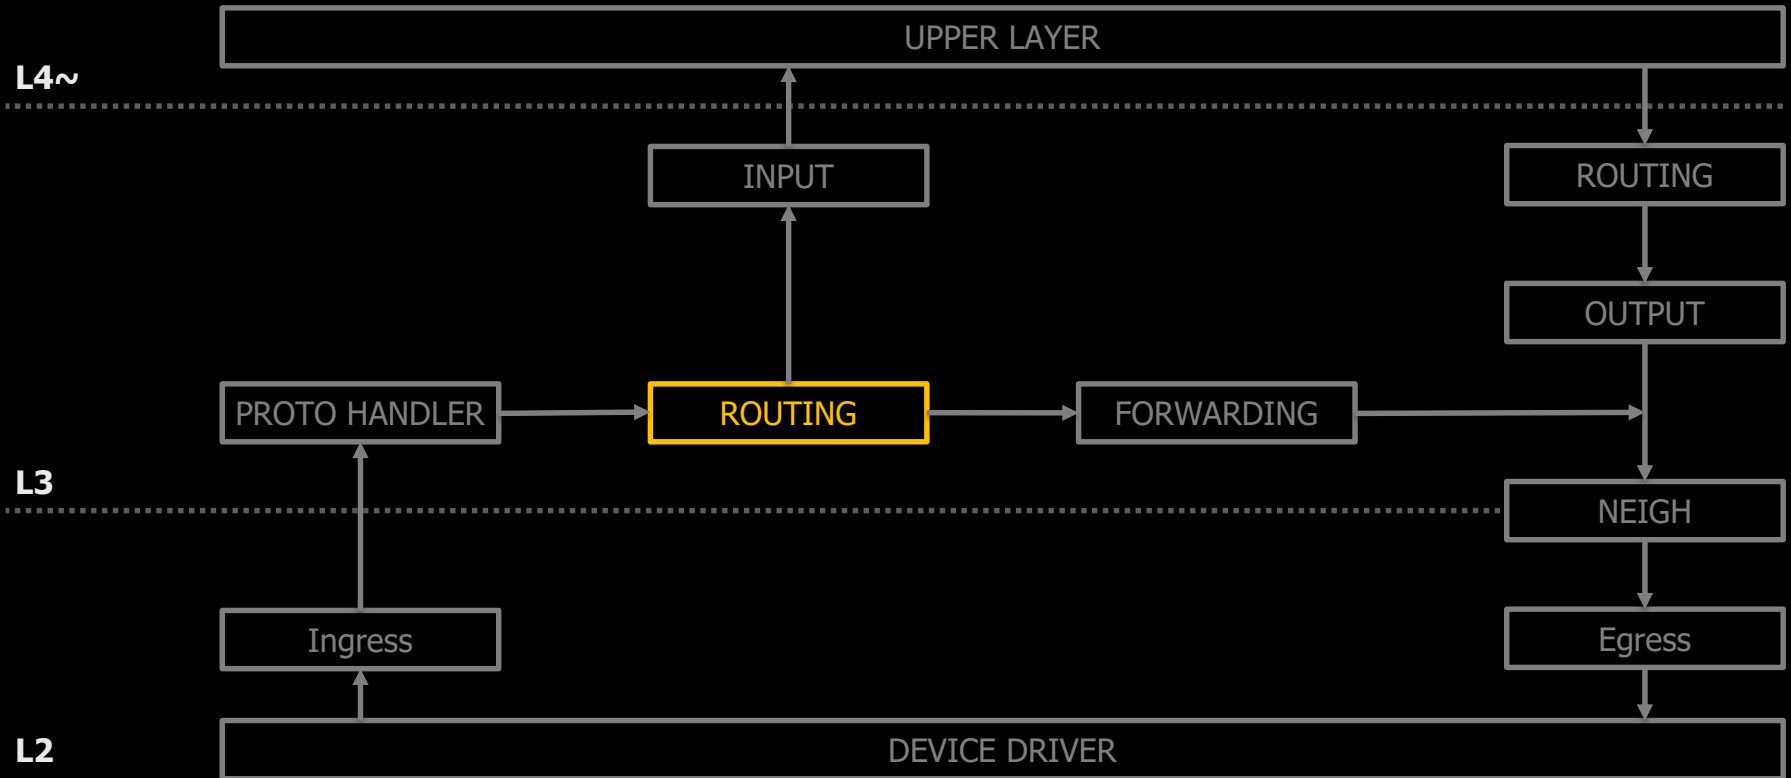 UPPER LAYER
L4~
INPUT
ROUTING
OUTPUT
PROTO HANDLER
ROUTING
FORWARDING
L3
NEIGH
Ingress
Egress
L2
DEVICE DRIVER